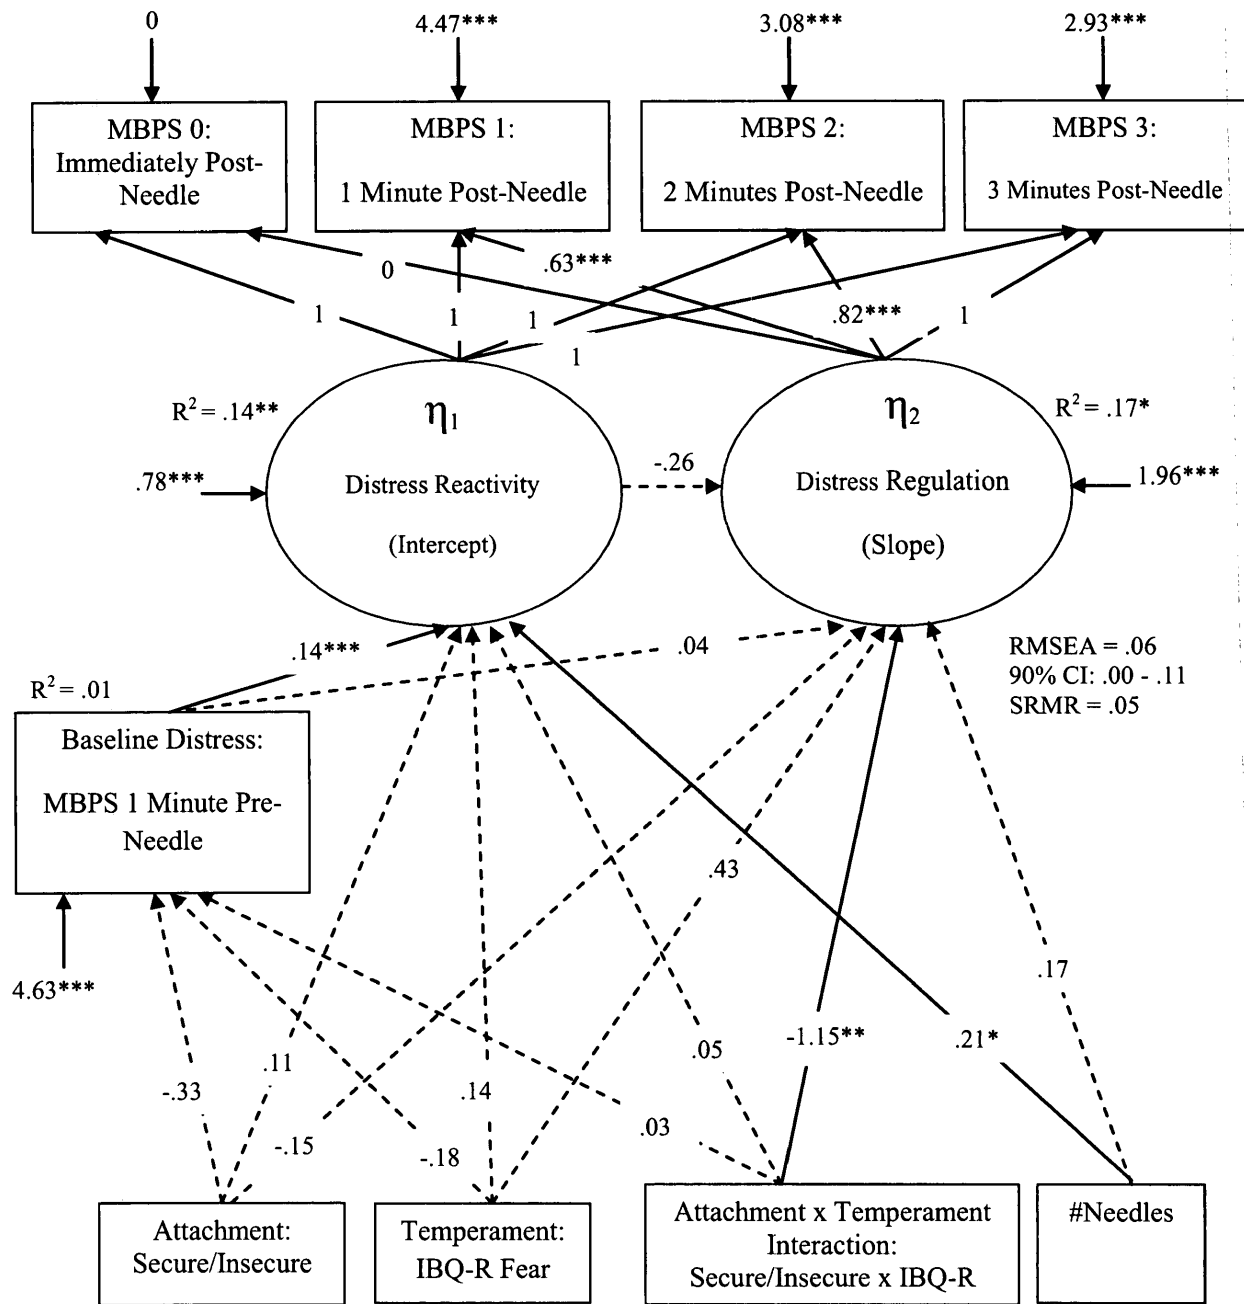 0
4.47***
3.08***
2.93***
MBPS 0:
Immediately Post-
Needle
MBPS 1:
1 Minute Post-Needle
MBPS 2:
2 Minutes Post-Needle
MBPS 3:
3 Minutes Post-Needle
0
.63***
1
1
1
1
.82***
1
R² = .14**
η₁
Distress Reactivity
(Intercept)
.78***
-.26
η₂
Distress Regulation
(Slope)
R² = .17*
1.96***
.14***
.04
RMSEA = .06
90% CI: .00 - .11
SRMR = .05
R² = .01
Baseline Distress:
MBPS 1 Minute Pre-
Needle
4.63***
.43
.17
-.33
.11
-.15
.14
-.18
.05
.03
-1.15**
.21*
Attachment:
Secure/Insecure
Temperament:
IBQ-R Fear
Attachment x Temperament
Interaction:
Secure/Insecure x IBQ-R
#Needles